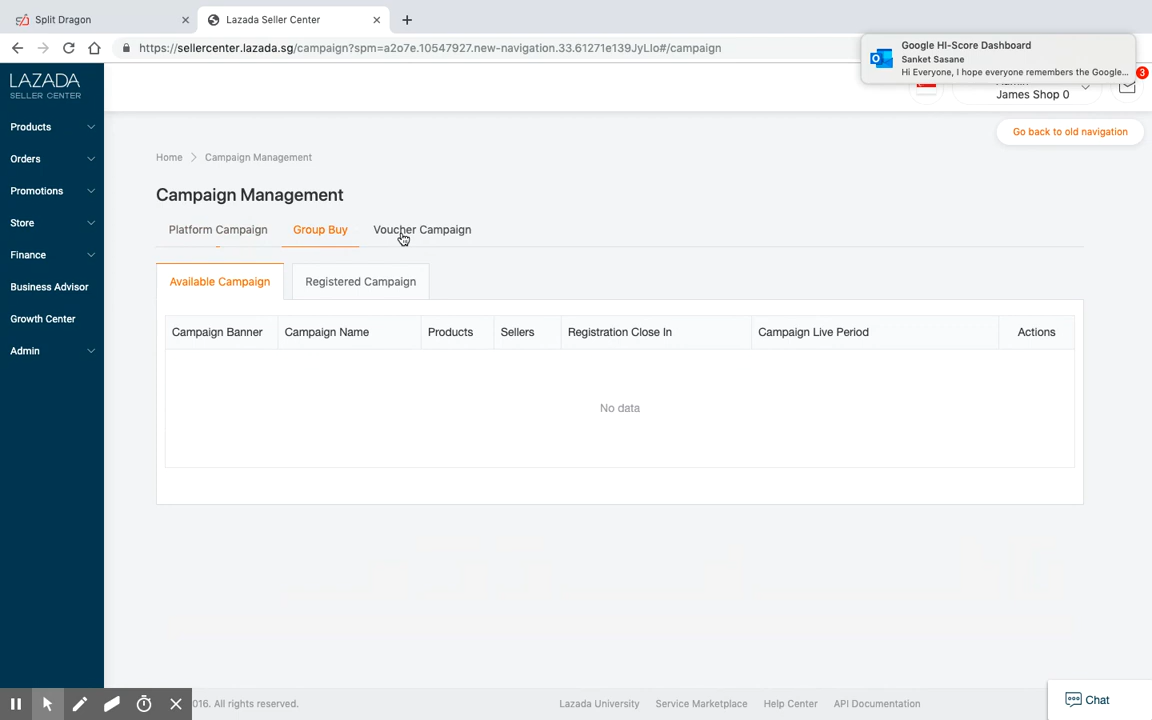 Split Dragon
Lazada Seller Center
https://sellercenter.lazada.sg/campaign?spm=a2o7e.10547927.new-navigation.33.61271e139JyLIo#/campaign
Google HI-Score Dashboard
Sanket Sasane
Hi Everyone, I hope everyone remembers the Google...
3
James Shop 0
LAZADA
SELLER CENTER
Go back to old navigation
Products
Orders
Promotions
Store
Finance
Business Advisor
Growth Center
Admin
Home
Campaign Management
Campaign Management
Platform Campaign
Group Buy
Voucher Campaign
Available Campaign
Registered Campaign
Campaign Banner
Campaign Name
Products
Sellers
Registration Close In
Campaign Live Period
Actions
No data
016. All rights reserved.
Lazada University
Service Marketplace
Help Center
API Documentation
Chat